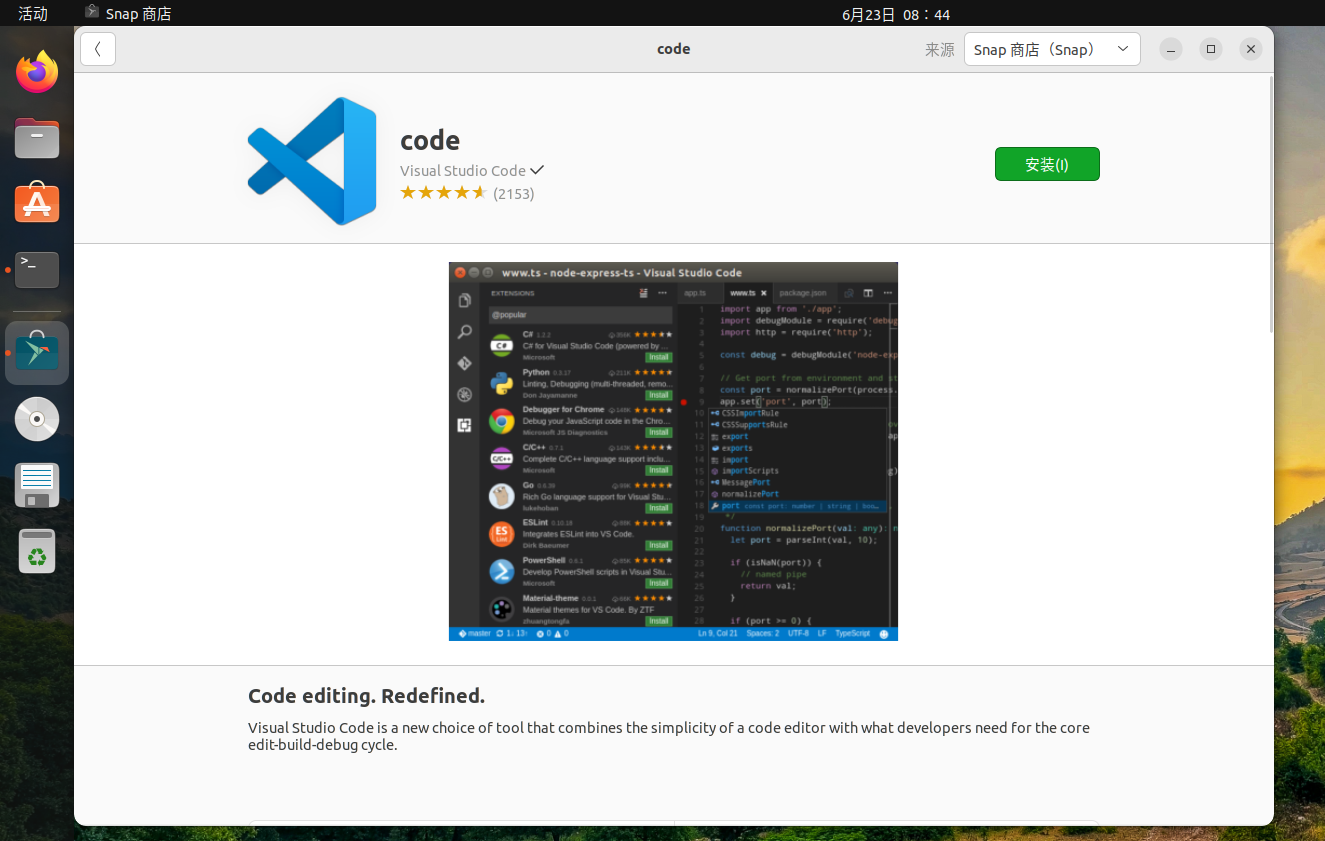 活动
Snap 商店
6月23日 08：44
code
来源
Snap 商店（Snap）
code
Visual Studio Code
(2153)
安装(I)
www.ts - node-express-ts - Visual Studio Code
EXTENSIONS
@popular
C# 1.2.2 356K
C# for Visual Studio Code (powered by ...
Microsoft
Install
Python 0.3.17 211K
Linting, Debugging (multi-threaded, remo...
Don Jayamanne
Install
Debugger for Chrome 148K
Debug your JavaScript code in the Chro...
Microsoft JS Diagnostics
Install
C/C++ 0.7.1 143K
Complete C/C++ language support inclu...
Microsoft
Install
Go 0.6.39 99K
Rich Go language support for Visual Stu...
lukehoban
Install
ESLint 0.10.18 88K
Integrates ESLint into VS Code.
Dirk Baeumer
Install
PowerShell 0.6.1 85K
Develop PowerShell scripts in Visual Stu...
Microsoft
Install
Material-theme 0.0.1 66K
Material themes for VS Code. By ZTF
zhuangtongfa
Install
app.ts www.ts package.json
1 import app from './app';
2 import debugModule = require('debug
3 import http = require('http');
4
5 const debug = debugModule('node-exp
6
7 // Get port from environment and st
8 const port = normalizePort(process.
9 app.set('port', port);
10 CSSImportRule
11 CSSSupportsRule
12 export
13 exports
14 import
15 importScripts
16 MessagePort
17 normalizePort
18 port const port: number | string | boo...
19 */
20 function normalizePort(val: any): n
21 let port = parseInt(val, 10);
22
23 if (isNaN(port)) {
24 // named pipe
25 return val;
26 }
27
28 if (port >= 0) {
master 1↓ 13↑ 0 0 Ln 9, Col 21 Spaces: 2 UTF-8 LF TypeScript
Code editing. Redefined.
Visual Studio Code is a new choice of tool that combines the simplicity of a code editor with what developers need for the core
edit-build-debug cycle.